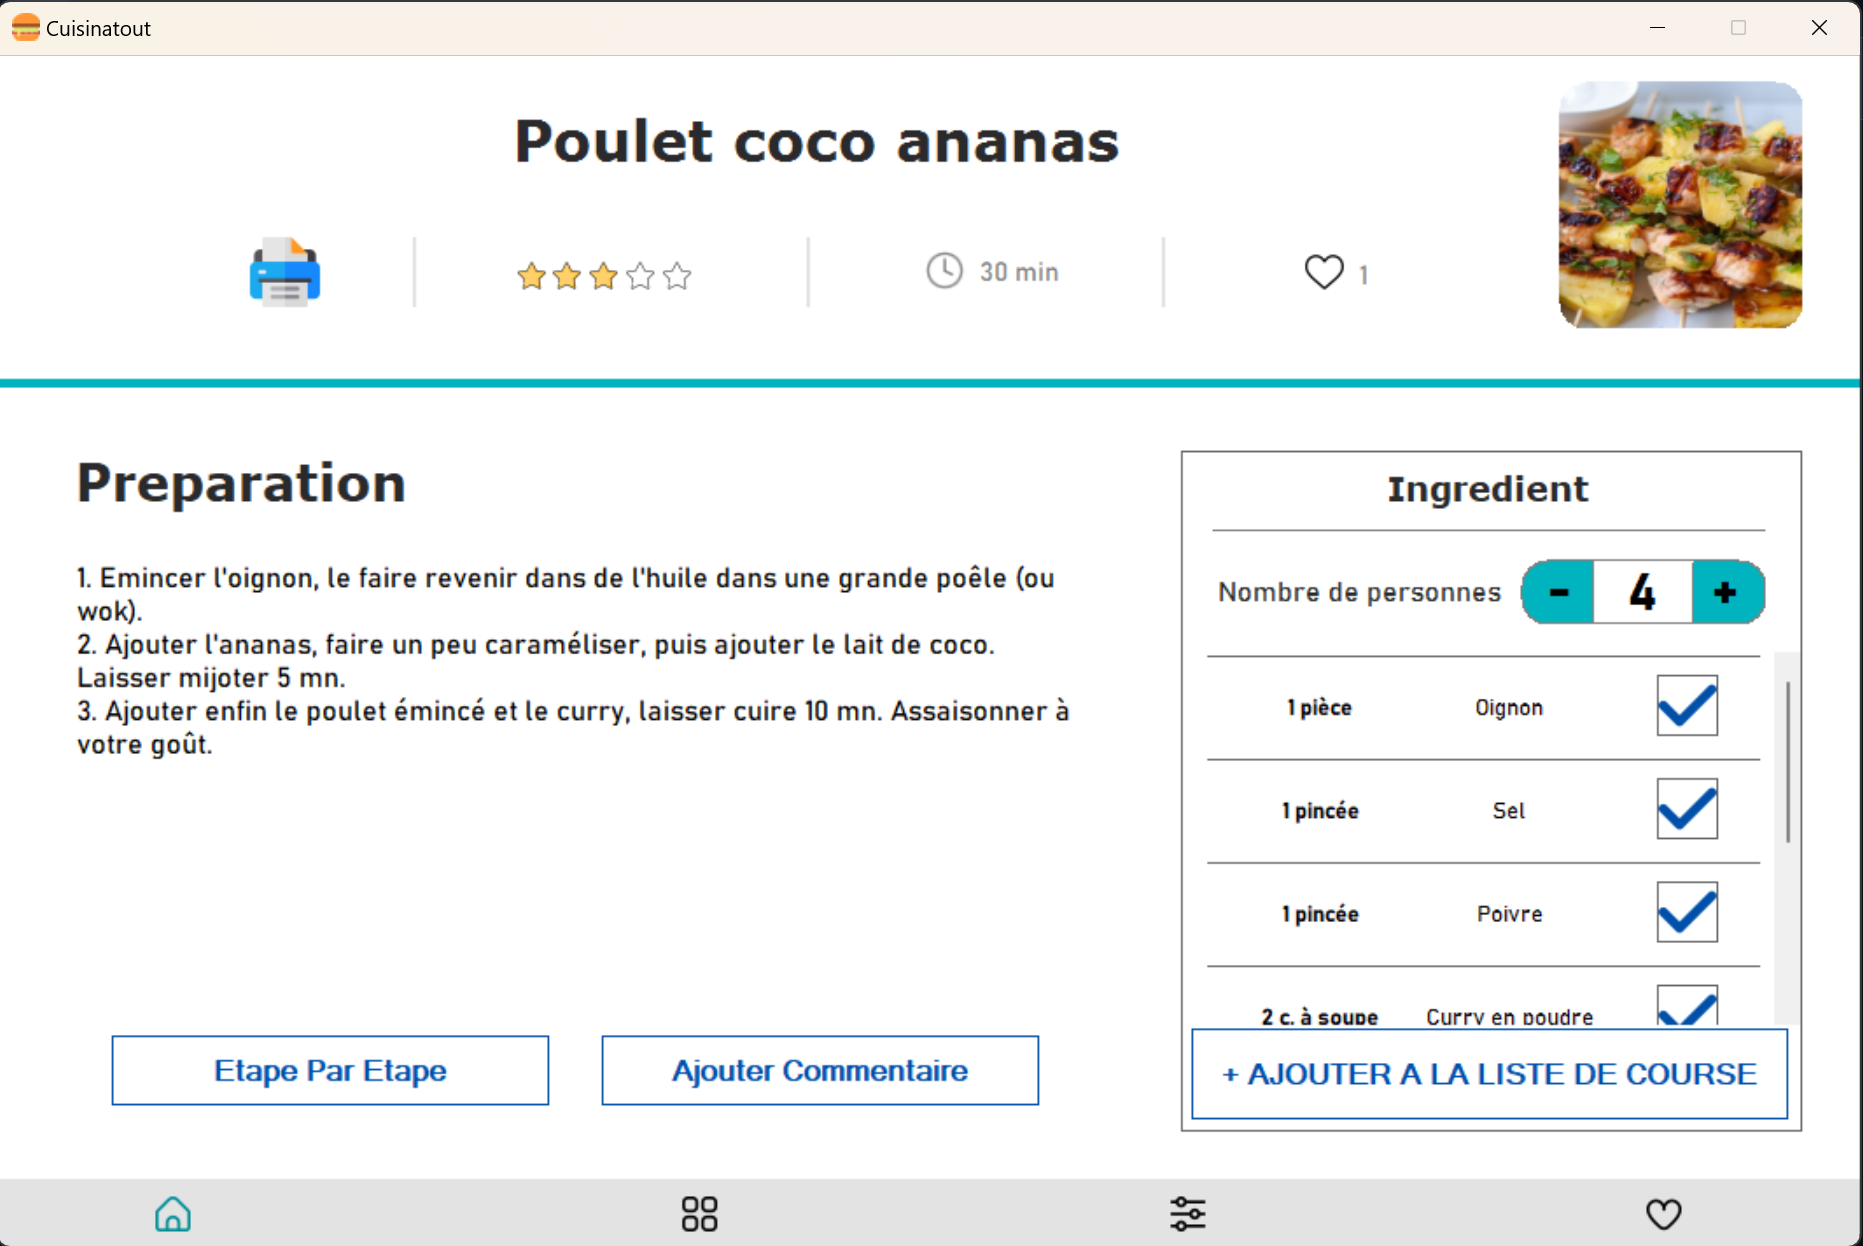 Cuisinatout
Poulet coco ananas
30 min
1
Preparation
1. Emincer l'oignon, le faire revenir dans de l'huile dans une grande poêle (ou
wok).
2. Ajouter l'ananas, faire un peu caraméliser, puis ajouter le lait de coco.
Laisser mijoter 5 mn.
3. Ajouter enfin le poulet émincé et le curry, laisser cuire 10 mn. Assaisonner à
votre goût.
Etape Par Etape
Ajouter Commentaire
Ingredient
Nombre de personnes - 4 +
1 pièce Oignon
1 pincée Sel
1 pincée Poivre
2 c. à soupe Curry en poudre
+ AJOUTER A LA LISTE DE COURSE